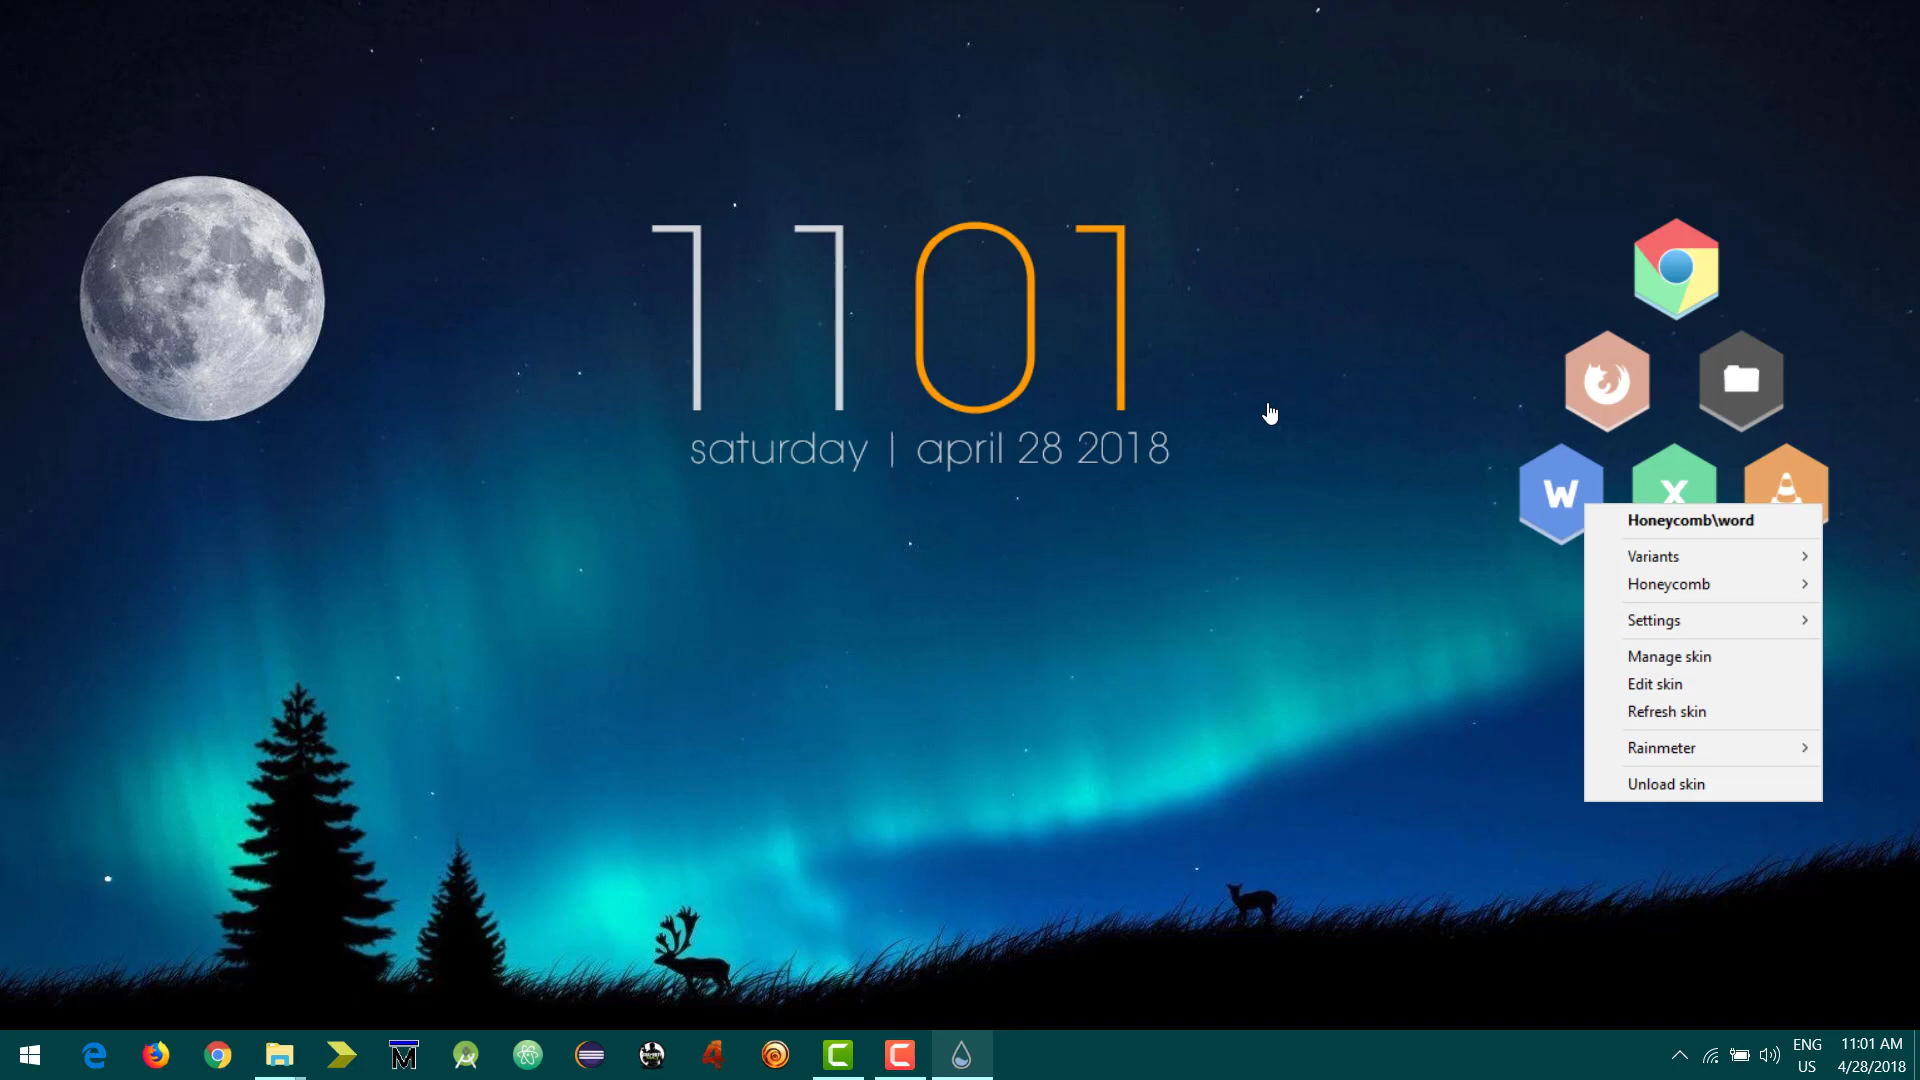 1101
saturday | april 28 2018
W
X
Honeycomb\word
Variants
Honeycomb
Settings
Manage skin
Edit skin
Refresh skin
Rainmeter
Unload skin
ENG
US
11:01 AM
4/28/2018